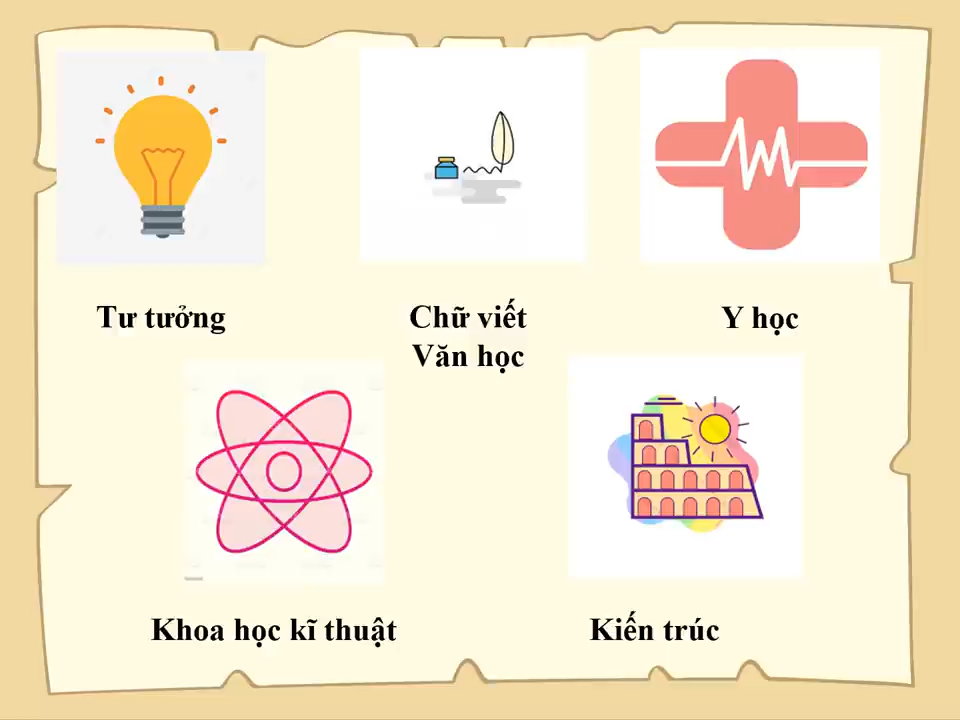 Tư tưởng
Chữ viết
Văn học
Y học
Khoa học kĩ thuật
Kiến trúc